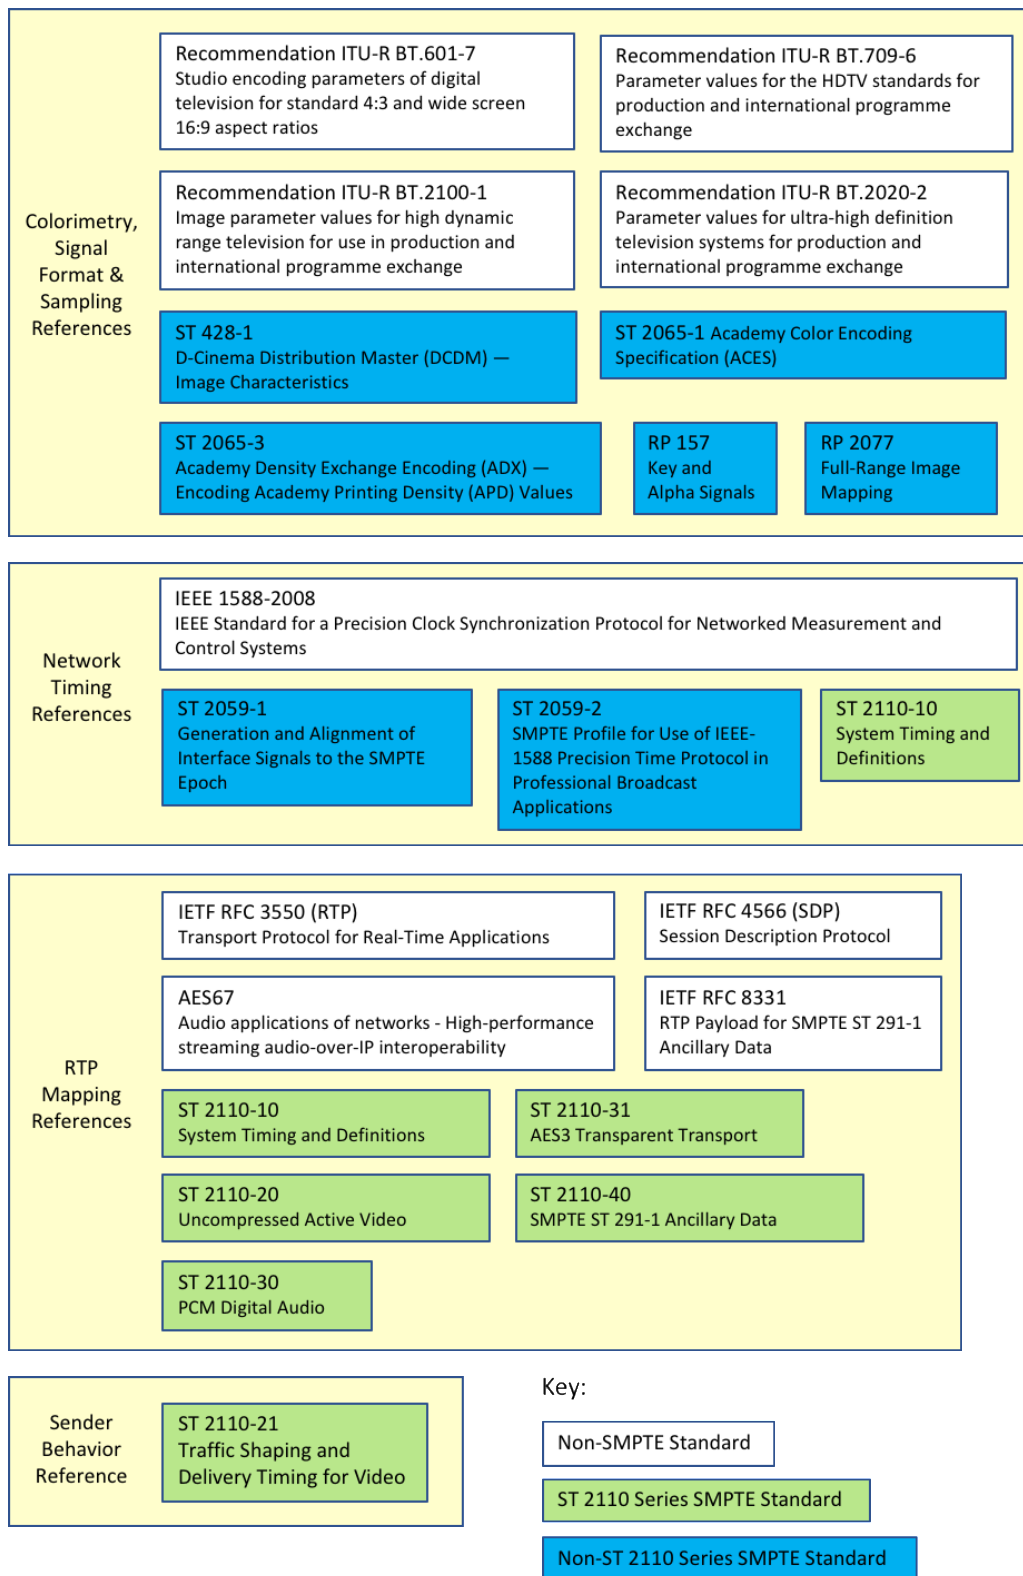 Colorimetry,
Signal
Format &
Sampling
References
Recommendation ITU-R BT.601-7
Studio encoding parameters of digital
television for standard 4:3 and wide screen
16:9 aspect ratios
Recommendation ITU-R BT.709-6
Parameter values for the HDTV standards for
production and international programme
exchange
Recommendation ITU-R BT.2100-1
Image parameter values for high dynamic
range television for use in production and
international programme exchange
Recommendation ITU-R BT.2020-2
Parameter values for ultra-high definition
television systems for production and
international programme exchange
ST 428-1
D-Cinema Distribution Master (DCDM) —
Image Characteristics
ST 2065-1 Academy Color Encoding
Specification (ACES)
ST 2065-3
Academy Density Exchange Encoding (ADX) —
Encoding Academy Printing Density (APD) Values
RP 157
Key and
Alpha Signals
RP 2077
Full-Range Image
Mapping
Network
Timing
References
IEEE 1588-2008
IEEE Standard for a Precision Clock Synchronization Protocol for Networked Measurement and
Control Systems
ST 2059-1
Generation and Alignment of
Interface Signals to the SMPTE
Epoch
ST 2059-2
SMPTE Profile for Use of IEEE-
1588 Precision Time Protocol in
Professional Broadcast
Applications
ST 2110-10
System Timing and
Definitions
RTP
Mapping
References
IETF RFC 3550 (RTP)
Transport Protocol for Real-Time Applications
IETF RFC 4566 (SDP)
Session Description Protocol
AES67
Audio applications of networks - High-performance
streaming audio-over-IP interoperability
IETF RFC 8331
RTP Payload for SMPTE ST 291-1
Ancillary Data
ST 2110-10
System Timing and Definitions
ST 2110-31
AES3 Transparent Transport
ST 2110-20
Uncompressed Active Video
ST 2110-40
SMPTE ST 291-1 Ancillary Data
ST 2110-30
PCM Digital Audio
Sender
Behavior
Reference
ST 2110-21
Traffic Shaping and
Delivery Timing for Video
Key:
Non-SMPTE Standard
ST 2110 Series SMPTE Standard
Non-ST 2110 Series SMPTE Standard